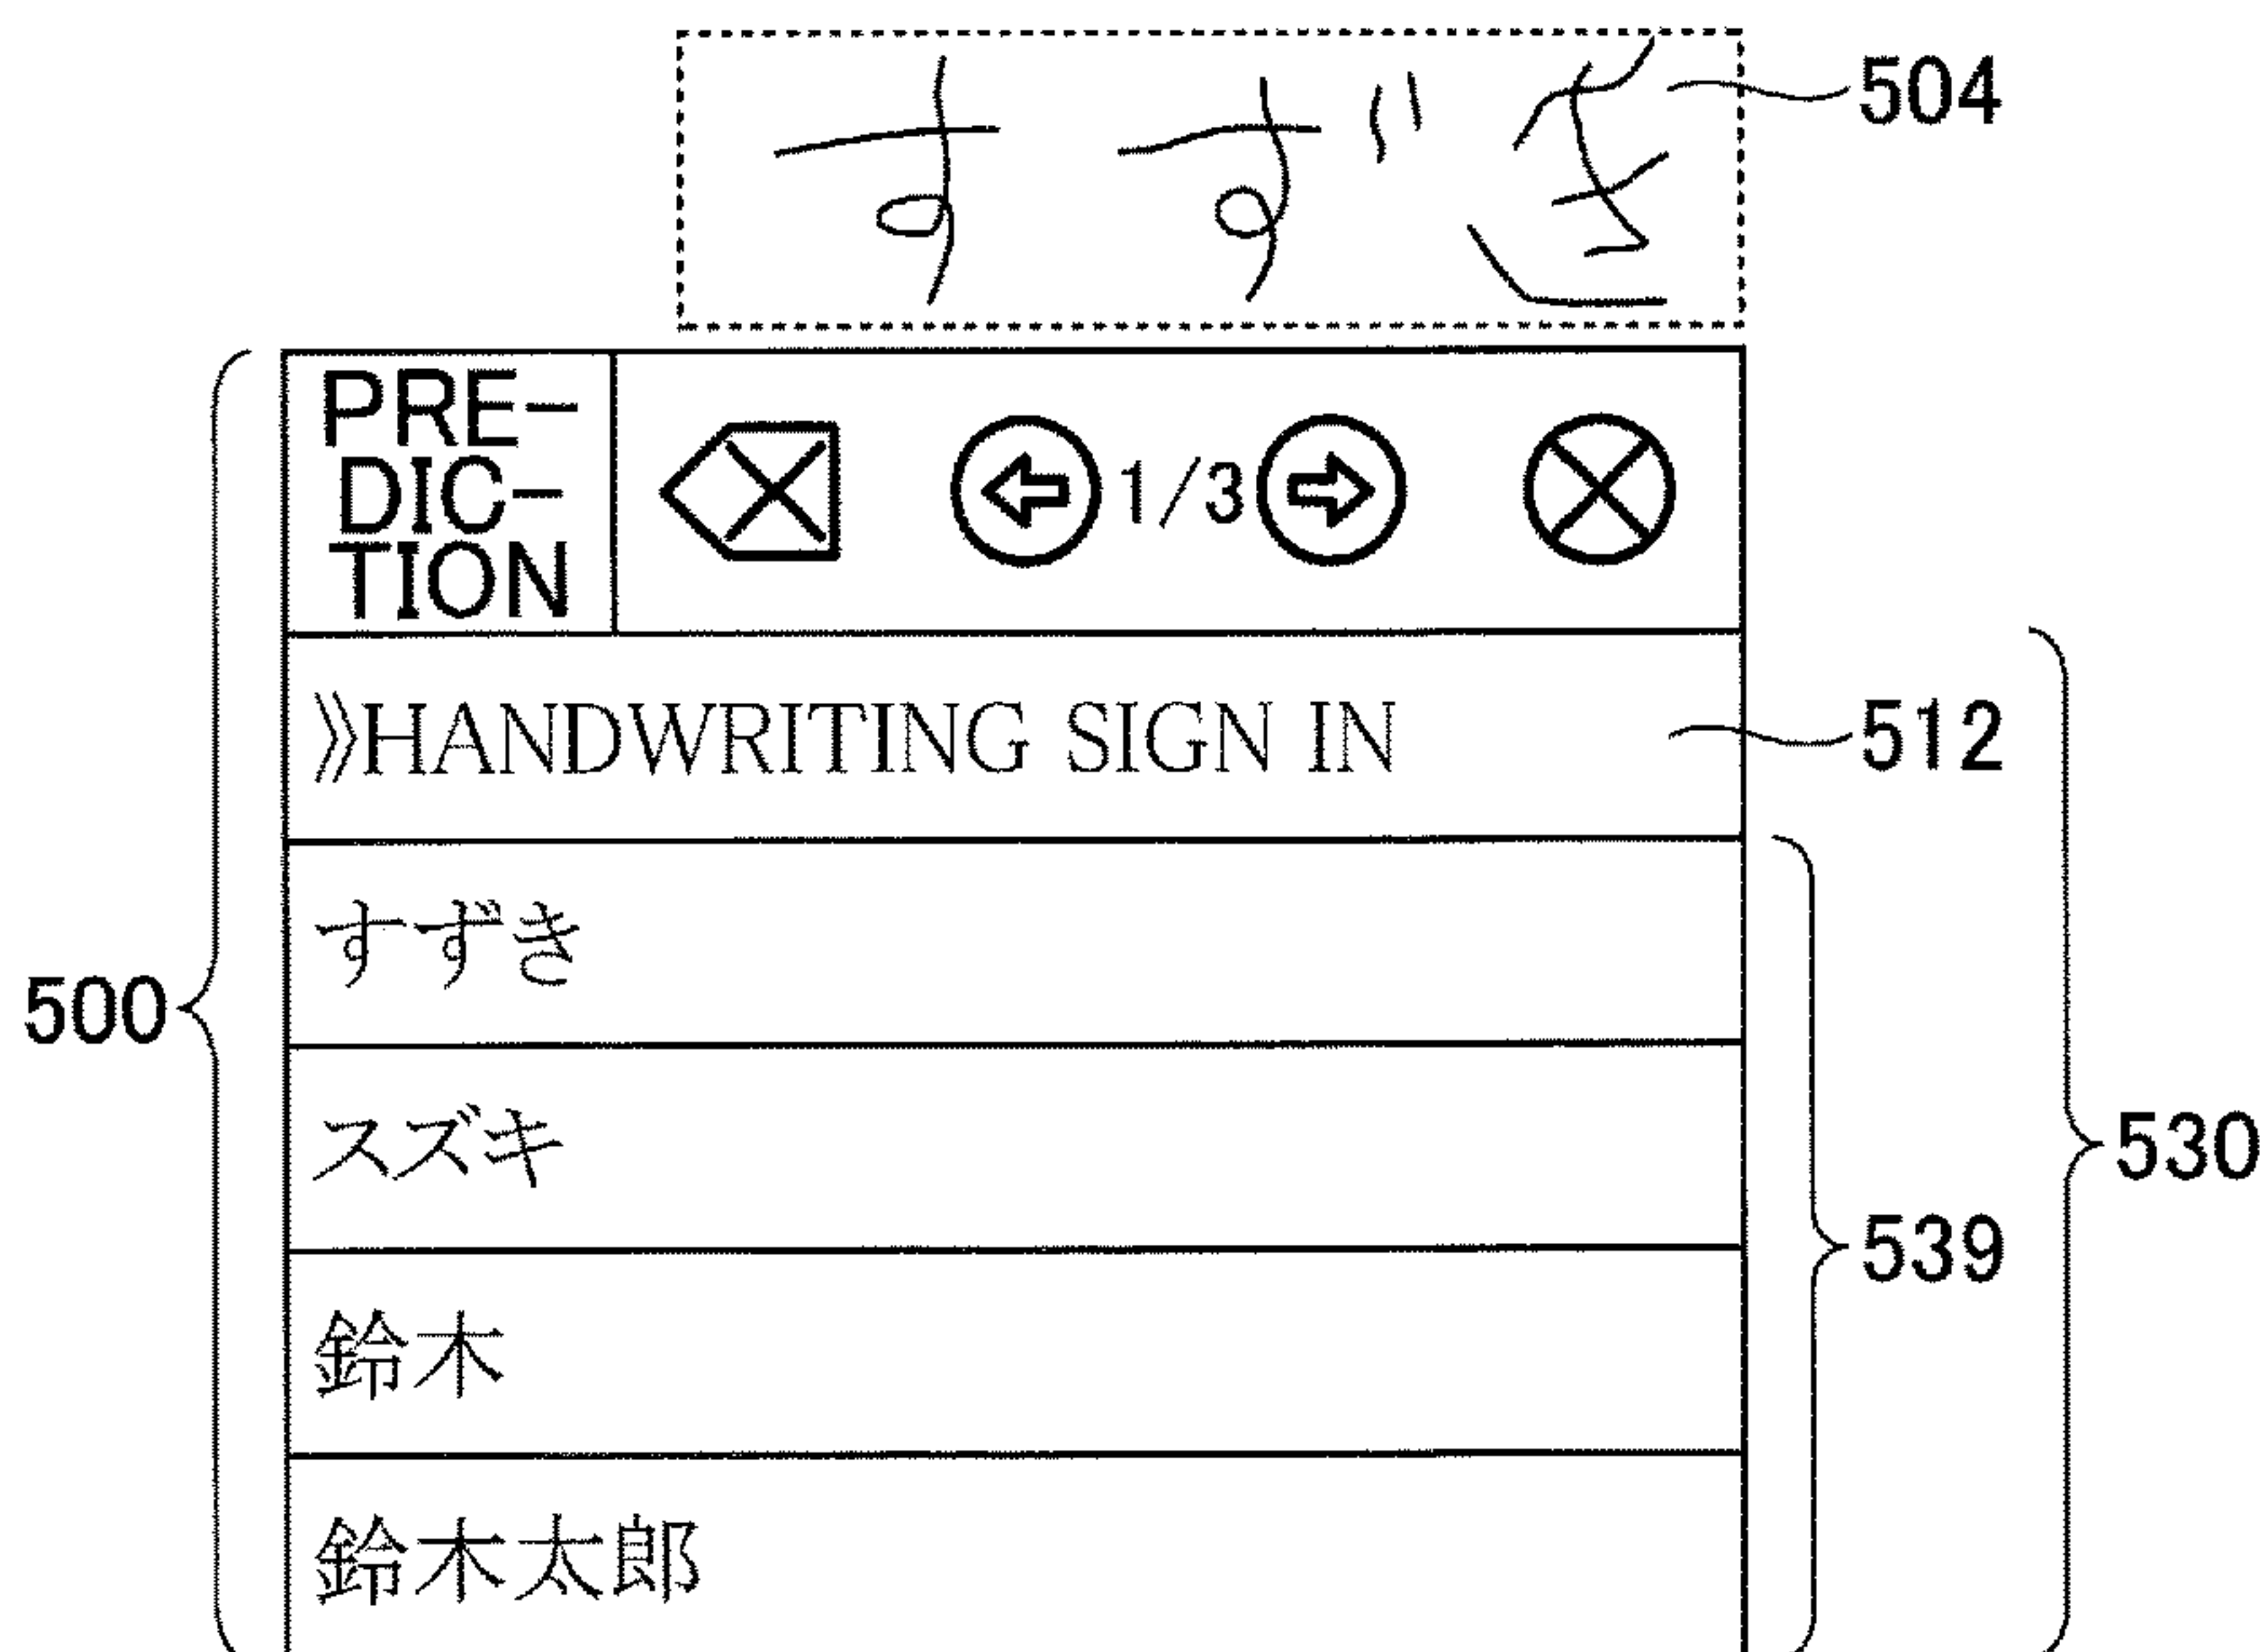 すずき
504
PRE-
DIC-
TION
1/3
》HANDWRITING SIGN IN
512
すずき
500
スズキ
530
539
鈴木
鈴木太郎